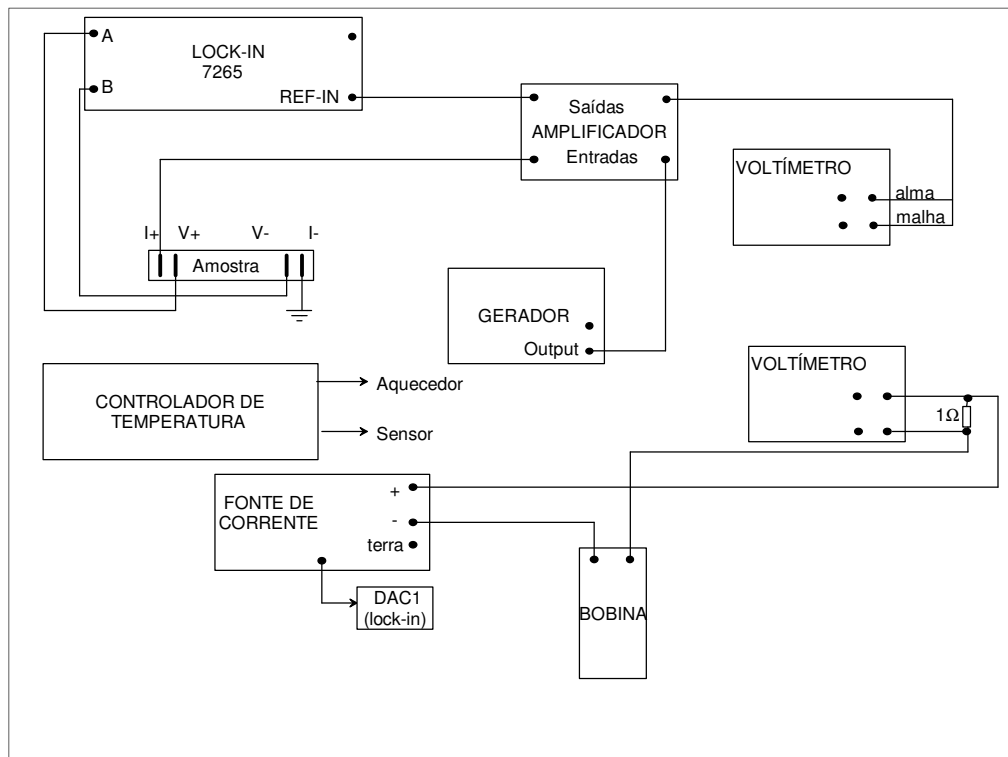 A
LOCK-IN
7265
B
REF-IN
Saídas
AMPLIFICADOR
Entradas
VOLTÍMETRO
alma
malha
I+ V+ V- I-
Amostra
GERADOR
Output
VOLTÍMETRO
1Ω
CONTROLADOR DE
TEMPERATURA
Aquecedor
Sensor
FONTE DE
CORRENTE
+
-
terra
DAC1
(lock-in)
BOBINA